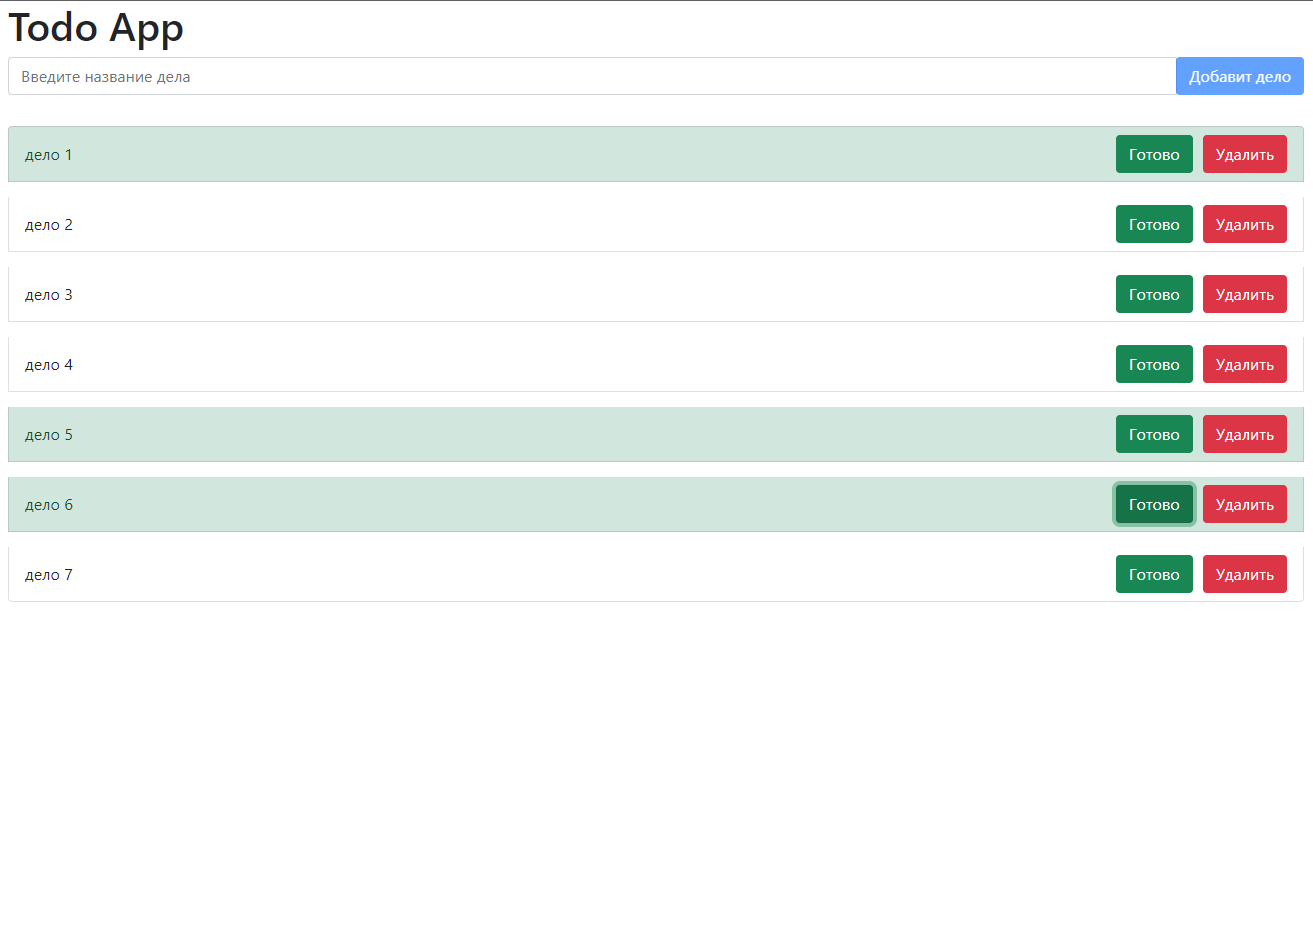 Todo App
Введите название дела Добавит дело
дело 1 Готово Удалить
дело 2 Готово Удалить
дело 3 Готово Удалить
дело 4 Готово Удалить
дело 5 Готово Удалить
дело 6 Готово Удалить
дело 7 Готово Удалить